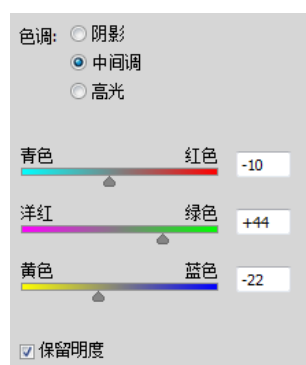 色调: 阴影
中间调
高光
青色 红色 -10
洋红 绿色 +44
黄色 蓝色 -22
保留明度